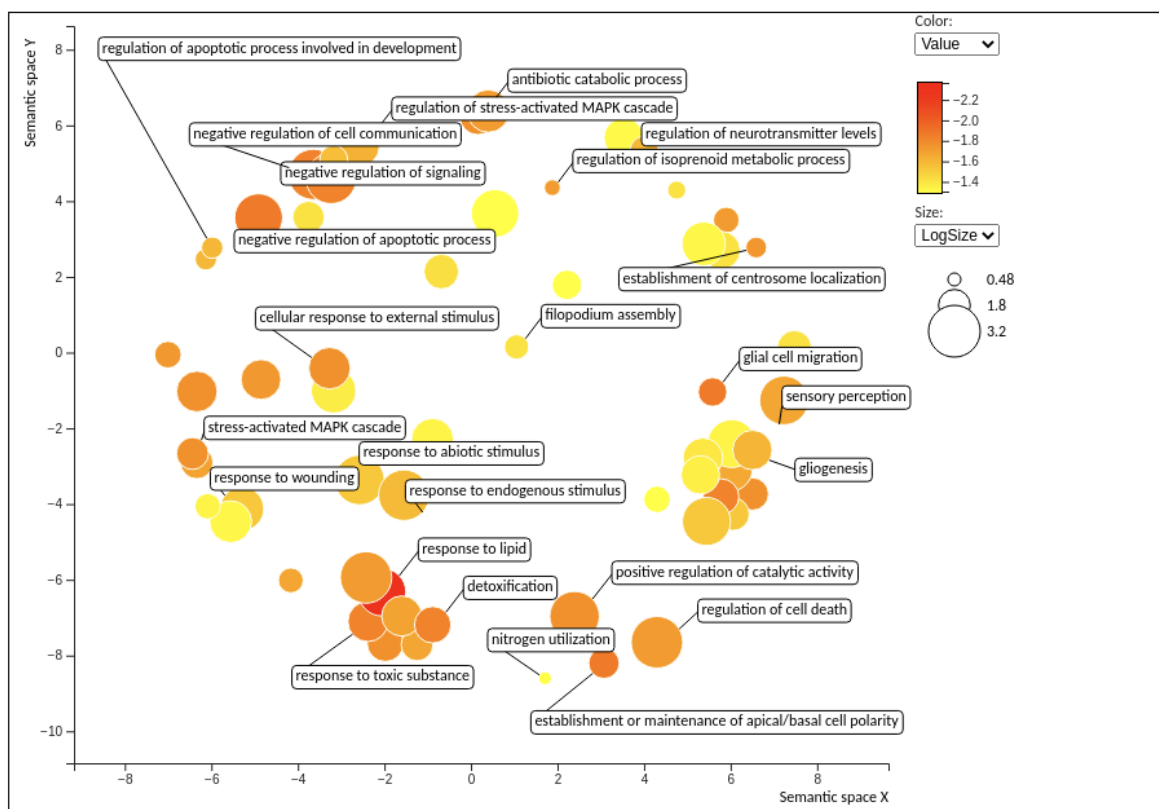 Color:
Value
Semantic space Y
8
regulation of apoptotic process involved in development
antibiotic catabolic process
−2.2
regulation of stress-activated MAPK cascade
−2.0
6
negative regulation of cell communication
regulation of neurotransmitter levels
−1.8
regulation of isoprenoid metabolic process
−1.6
negative regulation of signaling
−1.4
4
Size:
LogSize
negative regulation of apoptotic process
2
establishment of centrosome localization
0.48
1.8
cellular response to external stimulus
filopodium assembly
3.2
0
glial cell migration
sensory perception
−2
stress-activated MAPK cascade
response to abiotic stimulus
gliogenesis
response to wounding
response to endogenous stimulus
−4
response to lipid
positive regulation of catalytic activity
−6
detoxification
regulation of cell death
nitrogen utilization
−8
response to toxic substance
establishment or maintenance of apical/basal cell polarity
−10
−8 −6 −4 −2 0 2 4 6 8
Semantic space X